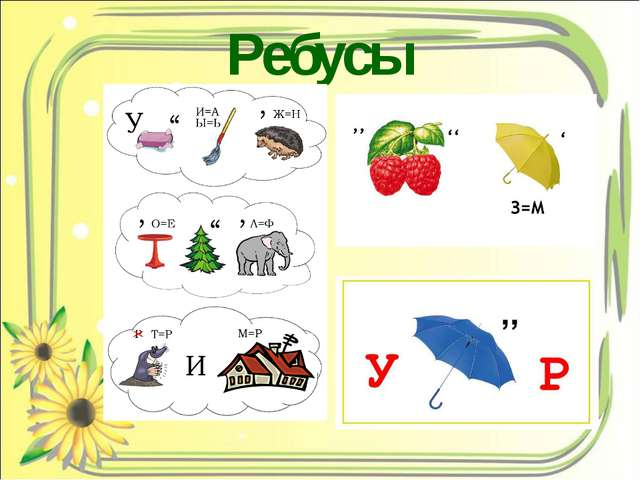 Ребусы
У “ И=А , Ж=Н
Ы=Ь
, О=Е “ , Л=Ф
Т=Р И М=Р
,, ‘‘ ‘
З=М
У ” Р